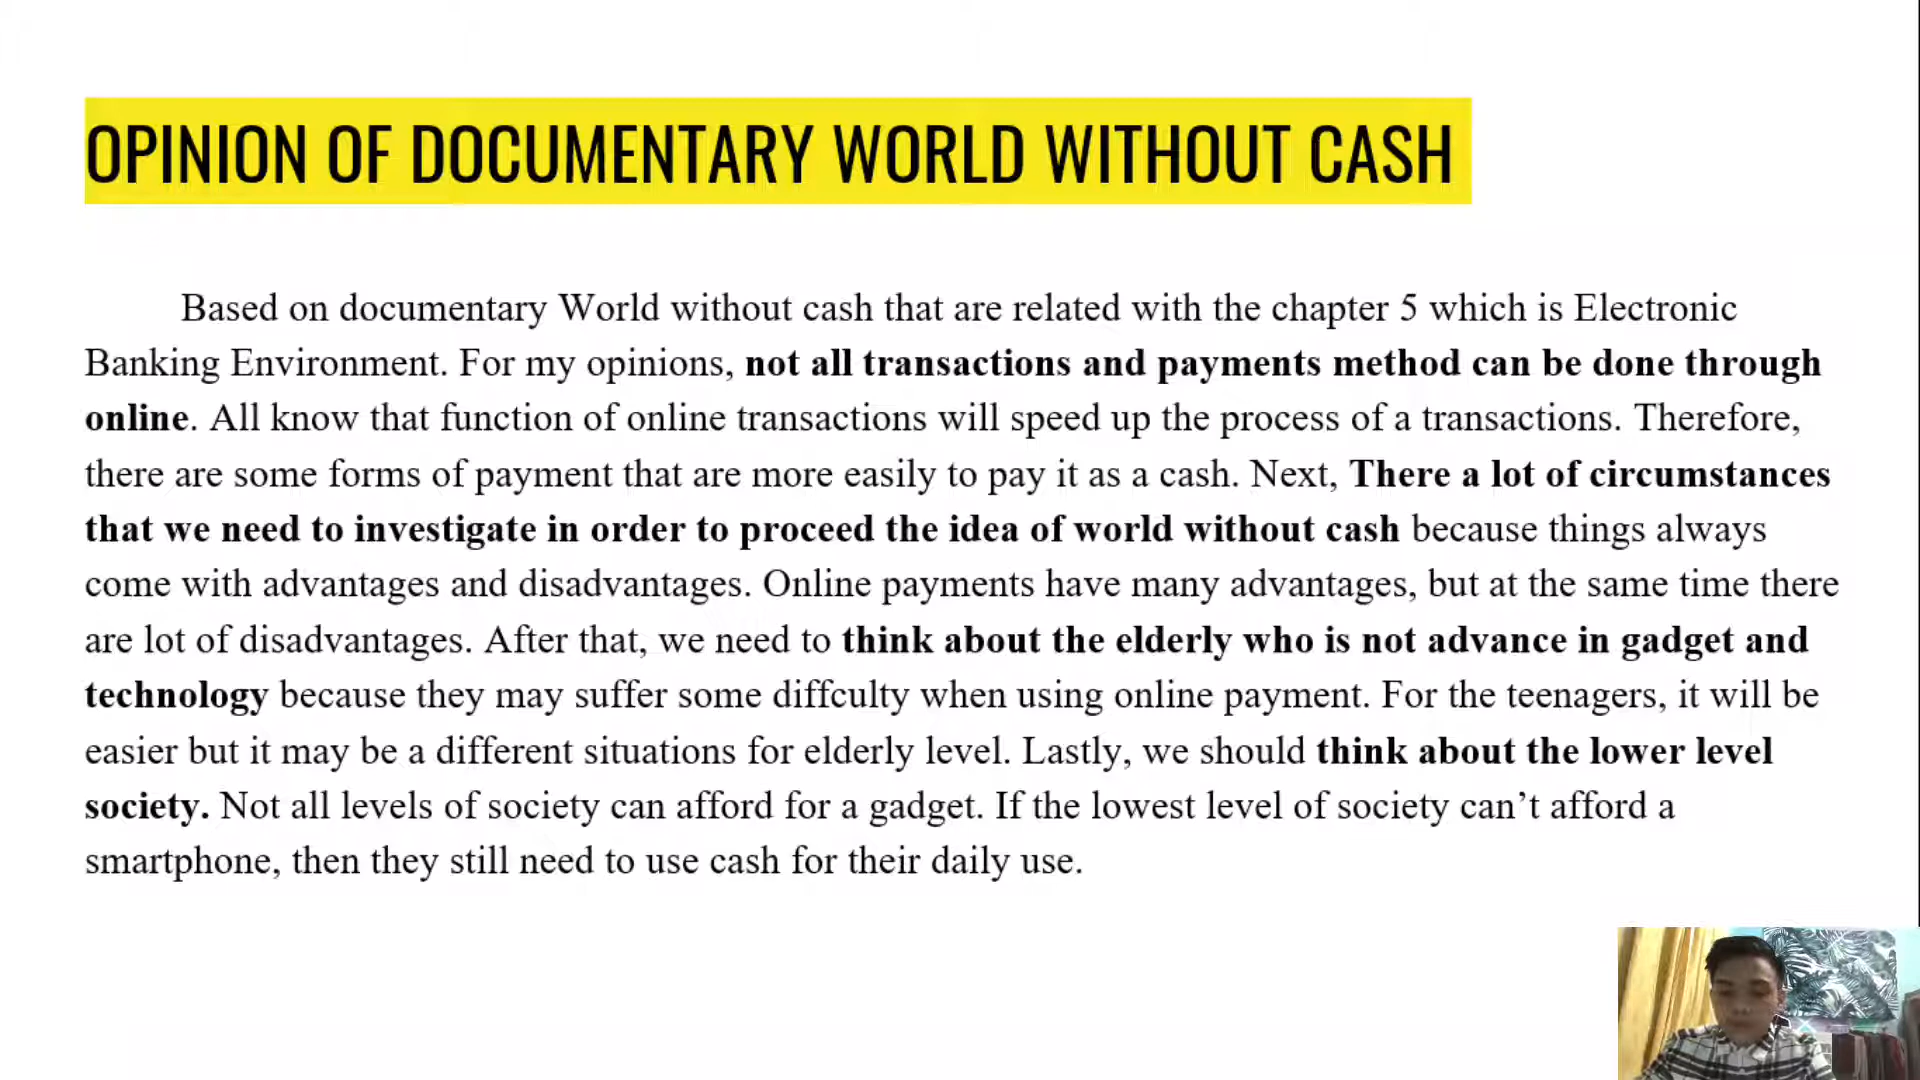 OPINION OF DOCUMENTARY WORLD WITHOUT CASH
Based on documentary World without cash that are related with the chapter 5 which is Electronic
Banking Environment. For my opinions, not all transactions and payments method can be done through
online. All know that function of online transactions will speed up the process of a transactions. Therefore,
there are some forms of payment that are more easily to pay it as a cash. Next, There a lot of circumstances
that we need to investigate in order to proceed the idea of world without cash because things always
come with advantages and disadvantages. Online payments have many advantages, but at the same time there
are lot of disadvantages. After that, we need to think about the elderly who is not advance in gadget and
technology because they may suffer some diffculty when using online payment. For the teenagers, it will be
easier but it may be a different situations for elderly level. Lastly, we should think about the lower level
society. Not all levels of society can afford for a gadget. If the lowest level of society can’t afford a
smartphone, then they still need to use cash for their daily use.